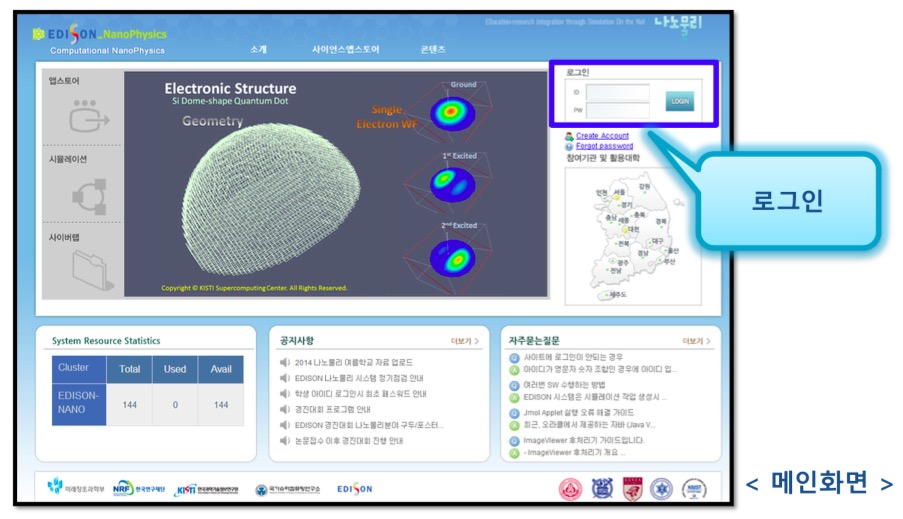 EDISON_NanoPhysics
Computational NanoPhysics
Education-research Integration through Simulation On the Net
나노물리
소개 사이언스앱스토어 콘텐츠
앱스토어
시뮬레이션
사이버랩
Electronic Structure
Si Dome-shape Quantum Dot
Geometry
Single
Electron WF
Ground
1st Excited
2nd Excited
Copyright © KISTI Supercomputing Center. All Rights Reserved.
로그인
ID
PW
LOGIN
Create Account
Forgot password
참여기관 및 활용대학
인천 서울 강원
경기
충남 세종 충북 경북
대전
전북 대구
경남 울산
광주 부산
전남
제주도
로그인
System Resource Statistics
Cluster Total Used Avail
EDISON-NANO 144 0 144
공지사항 더보기 >
2014 나노물리 여름학교 자료 업로드
EDISON 나노물리 시스템 정기점검 안내
학생 아이디 로그인시 최초 패스워드 안내
경진대회 프로그램 안내
EDISON 경진대회 나노물리분야 구두/포스터...
논문접수 이후 경진대회 진행 안내
자주묻는질문 더보기 >
Q 사이트에 로그인이 안되는 경우
A 아이디가 영문자 숫자 조합인 경우에 아이디 입...
Q 여러번 SW 수행하는 방법
A EDISON 시스템은 시뮬레이션 작업 생성시 ...
Q Jmol Applet 실행 오류 해결 가이드
A 최근, 오라클에서 제공하는 자바 (Java V...
Q ImageViewer 후처리기 가이드입니다.
A - ImageViewer 후처리기 개요 ...
미래창조과학부 NRF 한국연구재단 KISTI 한국과학기술정보연구원 국가슈퍼컴퓨팅연구소 EDISON
< 메인화면 >